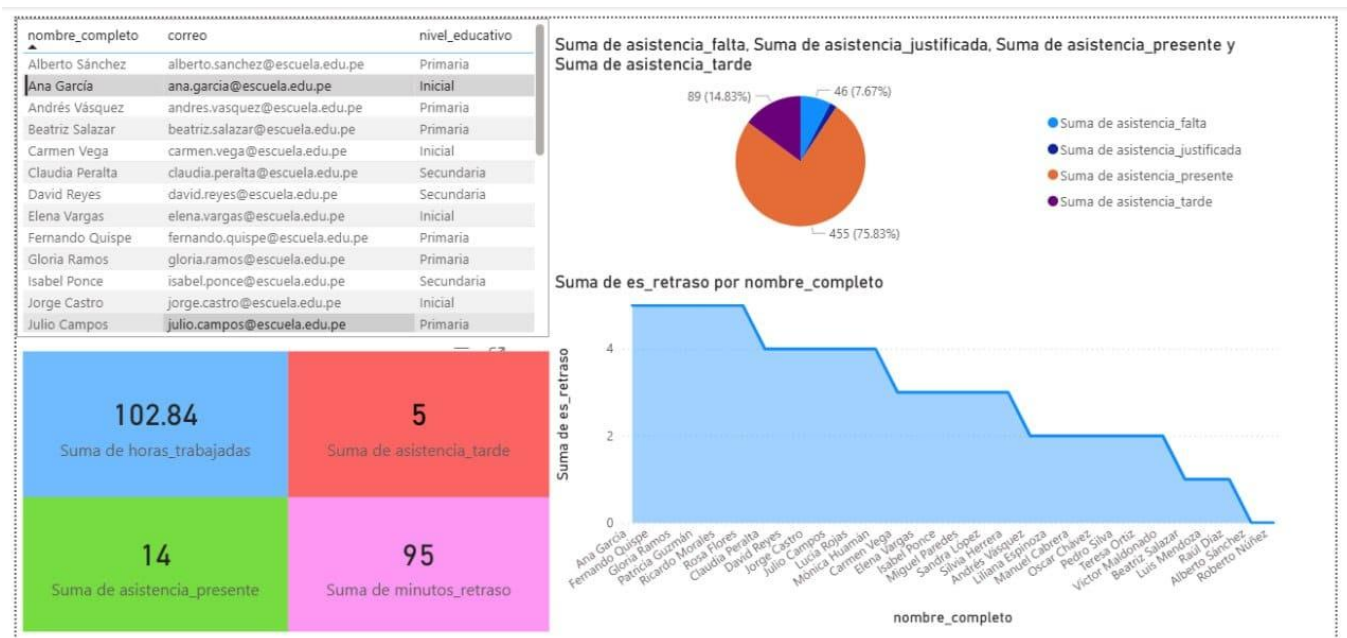 nombre_completo correo nivel_educativo
Alberto Sánchez alberto.sanchez@escuela.edu.pe Primaria
Ana García ana.garcia@escuela.edu.pe Inicial
Andrés Vásquez andres.vasquez@escuela.edu.pe Primaria
Beatriz Salazar beatriz.salazar@escuela.edu.pe Primaria
Carmen Vega carmen.vega@escuela.edu.pe Inicial
Claudia Peralta claudia.peralta@escuela.edu.pe Secundaria
David Reyes david.reyes@escuela.edu.pe Secundaria
Elena Vargas elena.vargas@escuela.edu.pe Inicial
Fernando Quispe fernando.quispe@escuela.edu.pe Primaria
Gloria Ramos gloria.ramos@escuela.edu.pe Primaria
Isabel Ponce isabel.ponce@escuela.edu.pe Secundaria
Jorge Castro jorge.castro@escuela.edu.pe Inicial
Julio Campos julio.campos@escuela.edu.pe Primaria
102.84
Suma de horas_trabajadas
5
Suma de asistencia_tarde
14
Suma de asistencia_presente
95
Suma de minutos_retraso
Suma de asistencia_falta, Suma de asistencia_justificada, Suma de asistencia_presente y
Suma de asistencia_tarde
89 (14.83%)
46 (7.67%)
455 (75.83%)
Suma de asistencia_falta
Suma de asistencia_justificada
Suma de asistencia_presente
Suma de asistencia_tarde
Suma de es_retraso por nombre_completo
Suma de es_retraso
4
2
0
Ana García
Fernando Quispe
Gloria Ramos
Patricia Guzmán
Ricardo Morales
Rosa Flores
Claudia Peralta
David Reyes
Jorge Castro
Julio Campos
Lucía Rojas
Mónica Huamán
Carmen Vega
Elena Vargas
Isabel Ponce
Miguel Paredes
Sandra López
Silvia Herrera
Andrés Vásquez
Liliana Espinoza
Manuel Cabrera
Oscar Chávez
Pedro Silva
Teresa Ortiz
Víctor Maldonado
Beatriz Salazar
Luis Mendoza
Raúl Díaz
Alberto Sánchez
Roberto Núñez
nombre_completo